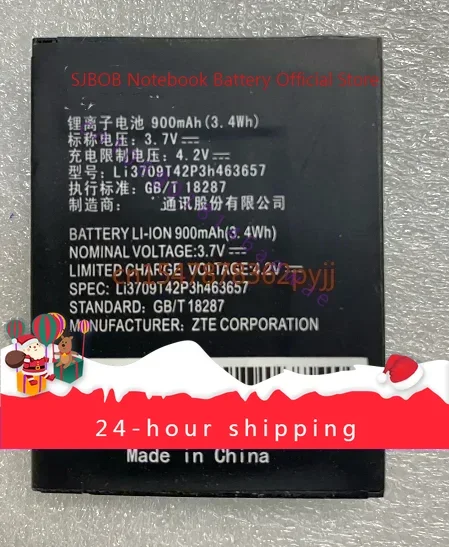 SJBOB Notebook Battery Official Store
锂离子电池 900mAh(3.4Wh)
标称电压: 3.7V⎓
充电限制电压: 4.2V⎓
型号: Li3709T42P3h463657
执行标准: GB/T 18287
制造商: 通讯股份有限公司
BATTERY LI-ION 900mAh(3.4Wh)
NOMINAL VOLTAGE:3.7V⎓
LIMITED CHARGE VOLTAGE:4.2V⎓
SPEC: Li3709T42P3h463657
STANDARD: GB/T 18287
MANUFACTURER: ZTE CORPORATION
24-hour shipping
Made in China